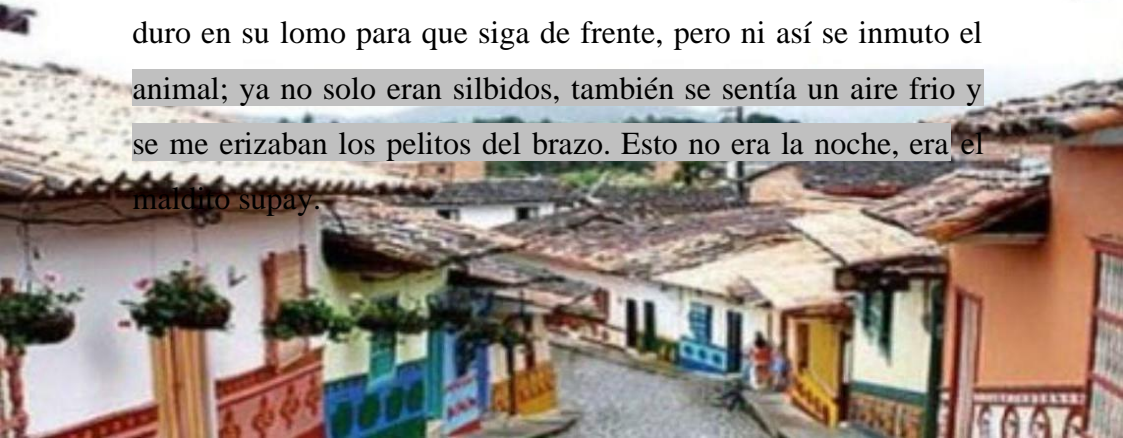 duro en su lomo para que siga de frente, pero ni así se inmuto el
animal; ya no solo eran silbidos, también se sentía un aire frio y
se me erizaban los pelitos del brazo. Esto no era la noche, era el
maldito supay.